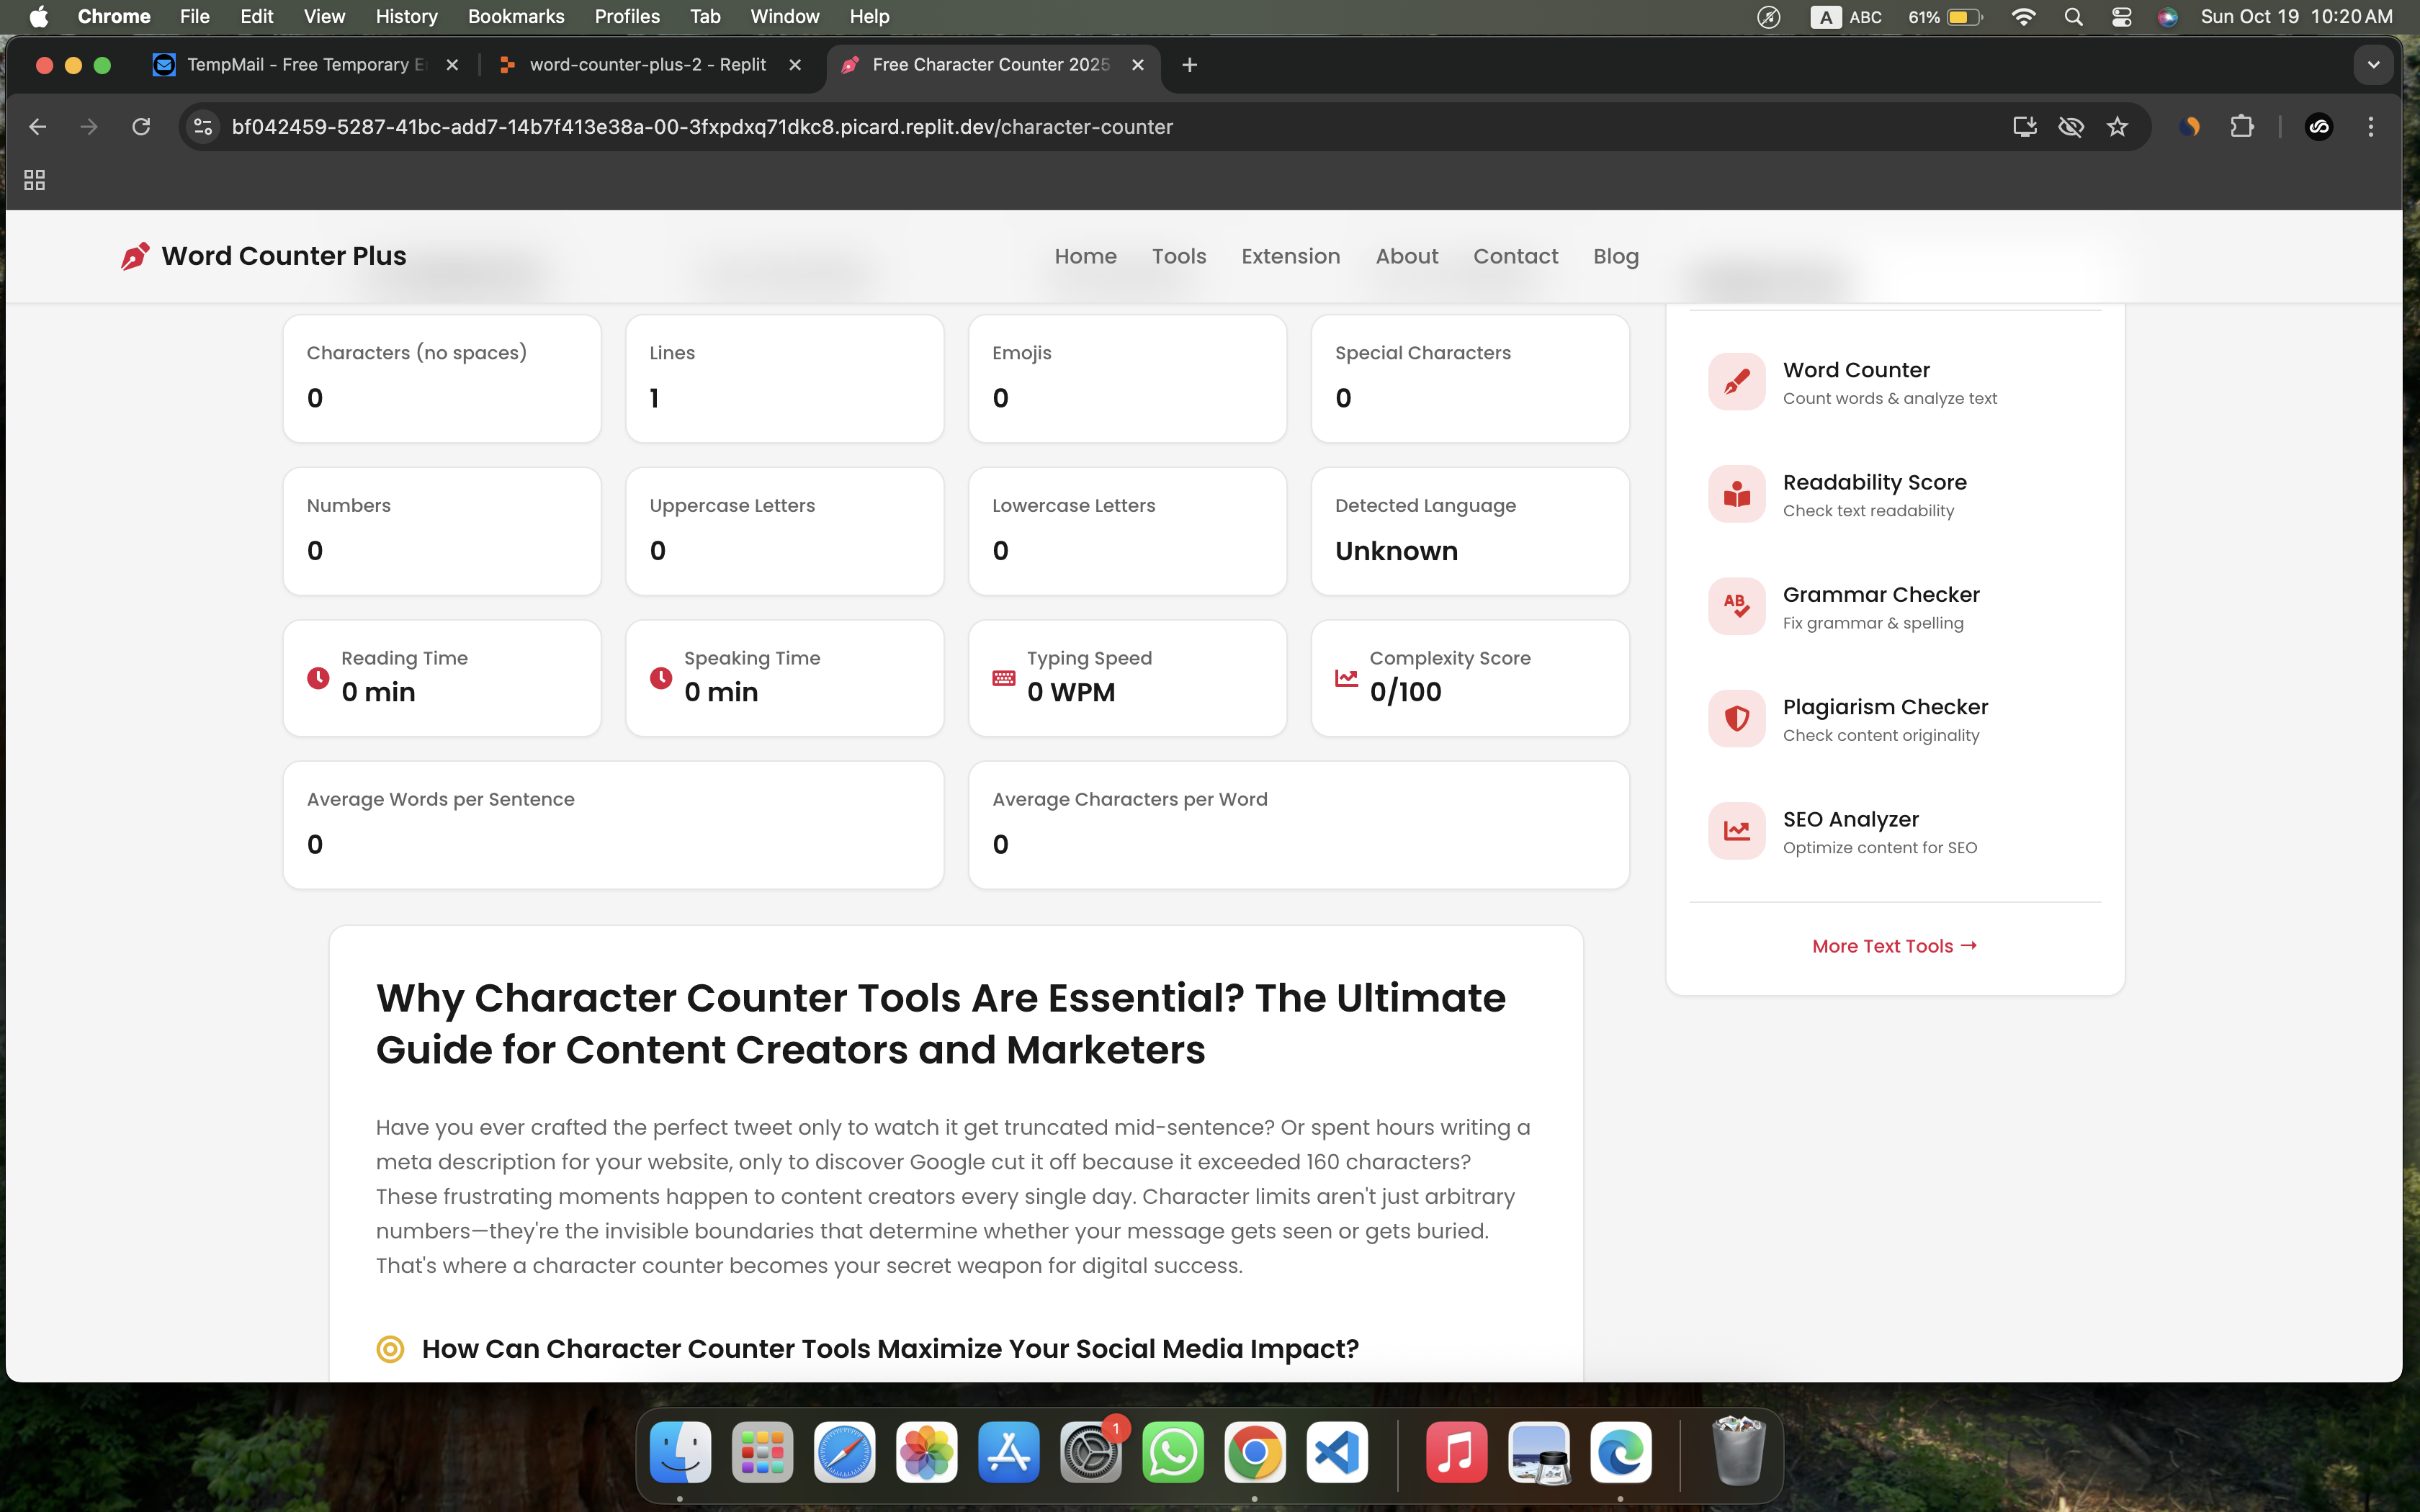 Chrome File Edit View History Bookmarks Profiles Tab Window Help
A ABC 61% Sun Oct 19 10:20 AM
TempMail - Free Temporary E
word-counter-plus-2 - Replit
Free Character Counter 2025
bf042459-5287-41bc-add7-14b7f413e38a-00-3fxpdxq71dkc8.picard.replit.dev/character-counter
Word Counter Plus
Home Tools Extension About Contact Blog
Characters (no spaces)
0
Lines
1
Emojis
0
Special Characters
0
Numbers
0
Uppercase Letters
0
Lowercase Letters
0
Detected Language
Unknown
Reading Time
0 min
Speaking Time
0 min
Typing Speed
0 WPM
Complexity Score
0/100
Average Words per Sentence
0
Average Characters per Word
0
Word Counter
Count words & analyze text
Readability Score
Check text readability
AB
Grammar Checker
Fix grammar & spelling
Plagiarism Checker
Check content originality
SEO Analyzer
Optimize content for SEO
More Text Tools →
Why Character Counter Tools Are Essential? The Ultimate
Guide for Content Creators and Marketers
Have you ever crafted the perfect tweet only to watch it get truncated mid-sentence? Or spent hours writing a
meta description for your website, only to discover Google cut it off because it exceeded 160 characters?
These frustrating moments happen to content creators every single day. Character limits aren't just arbitrary
numbers—they're the invisible boundaries that determine whether your message gets seen or gets buried.
That's where a character counter becomes your secret weapon for digital success.
How Can Character Counter Tools Maximize Your Social Media Impact?
1